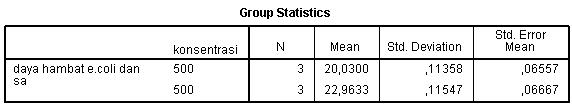 Group Statistics
konsentrasi N Mean Std. Deviation Std. Error Mean
daya hambat e.coli dan sa 500 3 20,0300 ,11358 ,06557
500 3 22,9633 ,11547 ,06667